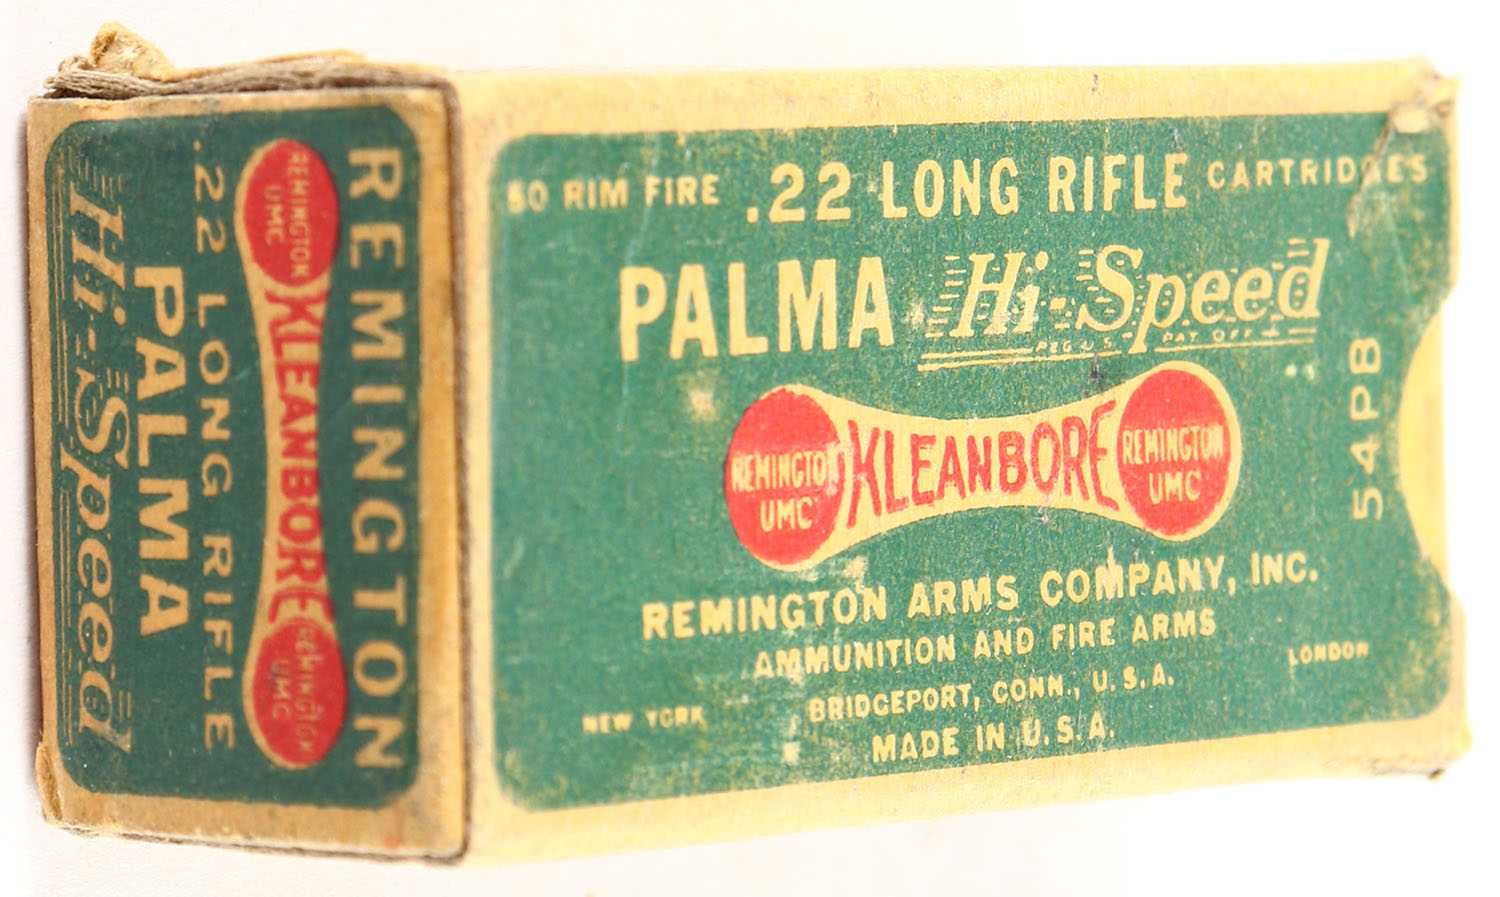 REMINGTON
REMINGTON
UMC
KLEANBORE
REMINGTON
UMC
.22 LONG RIFLE
PALMA
Hi-Speed
50 RIM FIRE .22 LONG RIFLE CARTRIDGES
PALMA Hi-Speed
REG. U.S. PAT. OFF.
REMINGTON
UMC
KLEANBORE
REMINGTON
UMC
54PB
REMINGTON ARMS COMPANY, INC.
AMMUNITION AND FIRE ARMS
NEW YORK BRIDGEPORT, CONN., U.S.A. LONDON
MADE IN U.S.A.